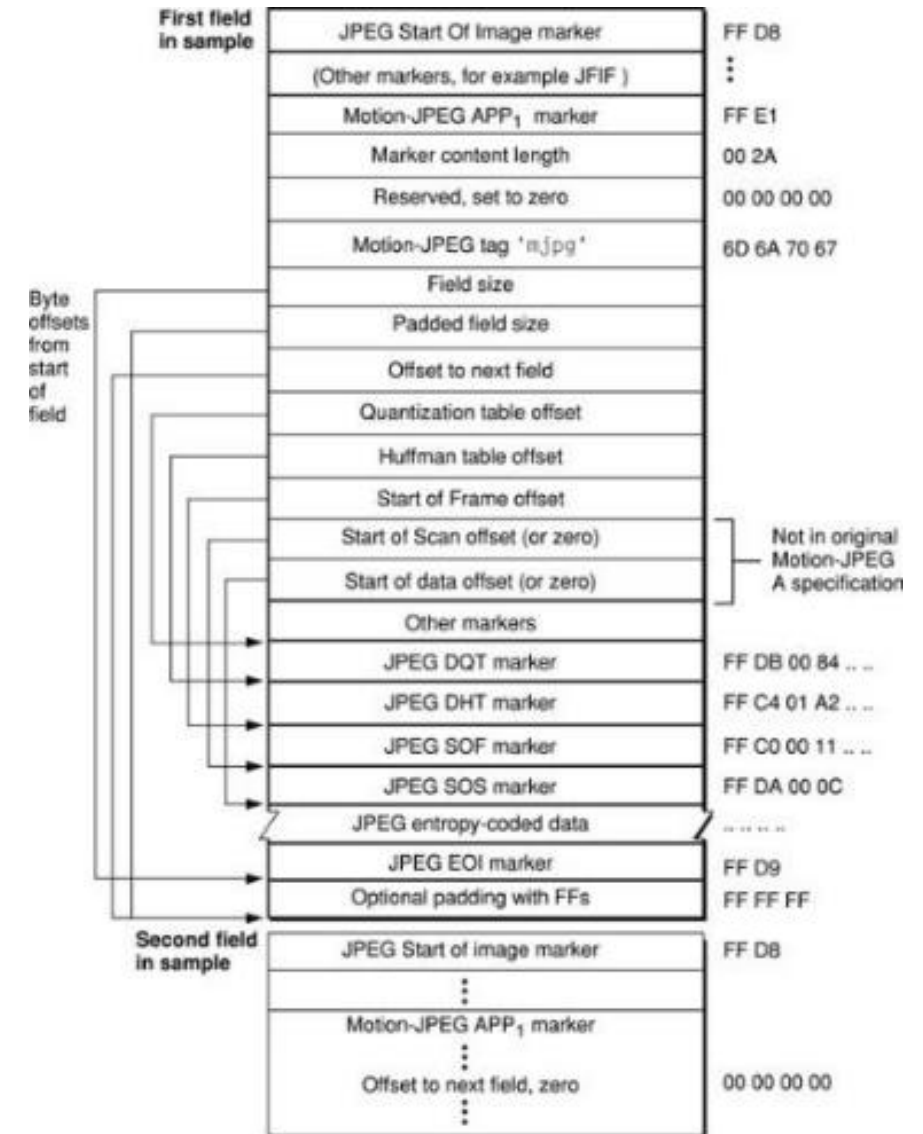 First field
in sample
JPEG Start Of Image marker FF D8
(Other markers, for example JFIF )
Motion-JPEG APP1 marker FF E1
Marker content length 00 2A
Reserved, set to zero 00 00 00 00
Motion-JPEG tag 'mjpg' 6D 6A 70 67
Byte
offsets
from
start
of
field
Field size
Padded field size
Offset to next field
Quantization table offset
Huffman table offset
Start of Frame offset
Start of Scan offset (or zero)
Start of data offset (or zero)
Not in original
Motion-JPEG
A specification
Other markers
JPEG DQT marker FF DB 00 84 .. ..
JPEG DHT marker FF C4 01 A2 .. ..
JPEG SOF marker FF C0 00 11 .. ..
JPEG SOS marker FF DA 00 0C
JPEG entropy-coded data .. .. .. ..
JPEG EOI marker FF D9
Optional padding with FFs FF FF FF
Second field
in sample
JPEG Start of image marker FF D8
Motion-JPEG APP1 marker
Offset to next field, zero 00 00 00 00